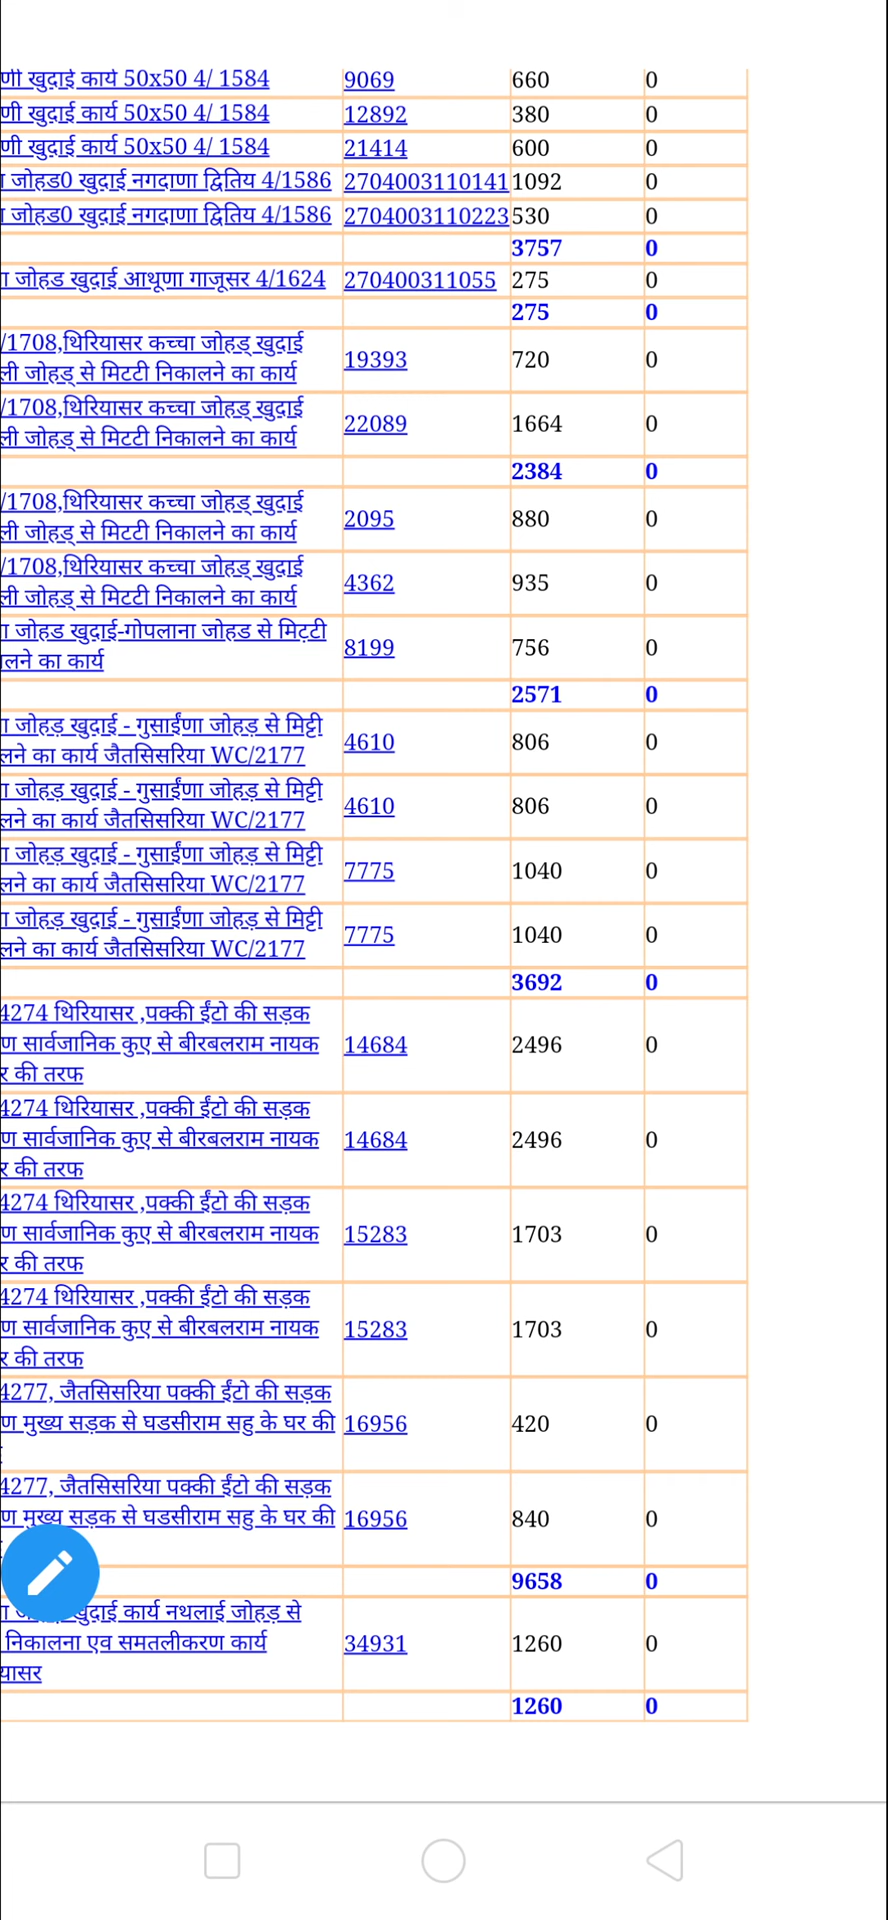 णी खुदाई कार्य 50x50 4/ 1584 9069 660 0
णी खुदाई कार्य 50x50 4/ 1584 12892 380 0
णी खुदाई कार्य 50x50 4/ 1584 21414 600 0
ा जोहड0 खुदाई नगदाणा द्वितिय 4/1586 2704003110141 1092 0
ा जोहड0 खुदाई नगदाणा द्वितिय 4/1586 2704003110223 530 0
3757 0
ा जोहड खुदाई आथूणा गाजूसर 4/1624 270400311055 275 0
275 0
/1708,थिरियासर कच्चा जोहड् खुदाई
ली जोहड् से मिटटी निकालने का कार्य 19393 720 0
/1708,थिरियासर कच्चा जोहड् खुदाई
ली जोहड् से मिटटी निकालने का कार्य 22089 1664 0
2384 0
/1708,थिरियासर कच्चा जोहड् खुदाई
ली जोहड् से मिटटी निकालने का कार्य 2095 880 0
/1708,थिरियासर कच्चा जोहड् खुदाई
ली जोहड् से मिटटी निकालने का कार्य 4362 935 0
ा जोहड खुदाई-गोपलाना जोहड से मिट्टी
लने का कार्य 8199 756 0
2571 0
ा जोहड़ खुदाई - गुसाईंणा जोहड़ से मिट्टी
लने का कार्य जैतसिसरिया WC/2177 4610 806 0
ा जोहड़ खुदाई - गुसाईंणा जोहड़ से मिट्टी
लने का कार्य जैतसिसरिया WC/2177 4610 806 0
ा जोहड़ खुदाई - गुसाईंणा जोहड़ से मिट्टी
लने का कार्य जैतसिसरिया WC/2177 7775 1040 0
ा जोहड़ खुदाई - गुसाईंणा जोहड़ से मिट्टी
लने का कार्य जैतसिसरिया WC/2177 7775 1040 0
3692 0
4274 थिरियासर ,पक्की ईंटो की सड़क
ण सार्वजानिक कुए से बीरबलराम नायक 14684 2496 0
र की तरफ
4274 थिरियासर ,पक्की ईंटो की सड़क
ण सार्वजानिक कुए से बीरबलराम नायक 14684 2496 0
र की तरफ
4274 थिरियासर ,पक्की ईंटो की सड़क
ण सार्वजानिक कुए से बीरबलराम नायक 15283 1703 0
र की तरफ
4274 थिरियासर ,पक्की ईंटो की सड़क
ण सार्वजानिक कुए से बीरबलराम नायक 15283 1703 0
र की तरफ
4277, जैतसिसरिया पक्की ईंटो की सड़क
ण मुख्य सड़क से घडसीराम सहु के घर की 16956 420 0
4277, जैतसिसरिया पक्की ईंटो की सड़क
ण मुख्य सड़क से घडसीराम सहु के घर की 16956 840 0
9658 0
खुदाई कार्य नथलाई जोहड़ से
निकालना एव समतलीकरण कार्य 34931 1260 0
यासर
1260 0